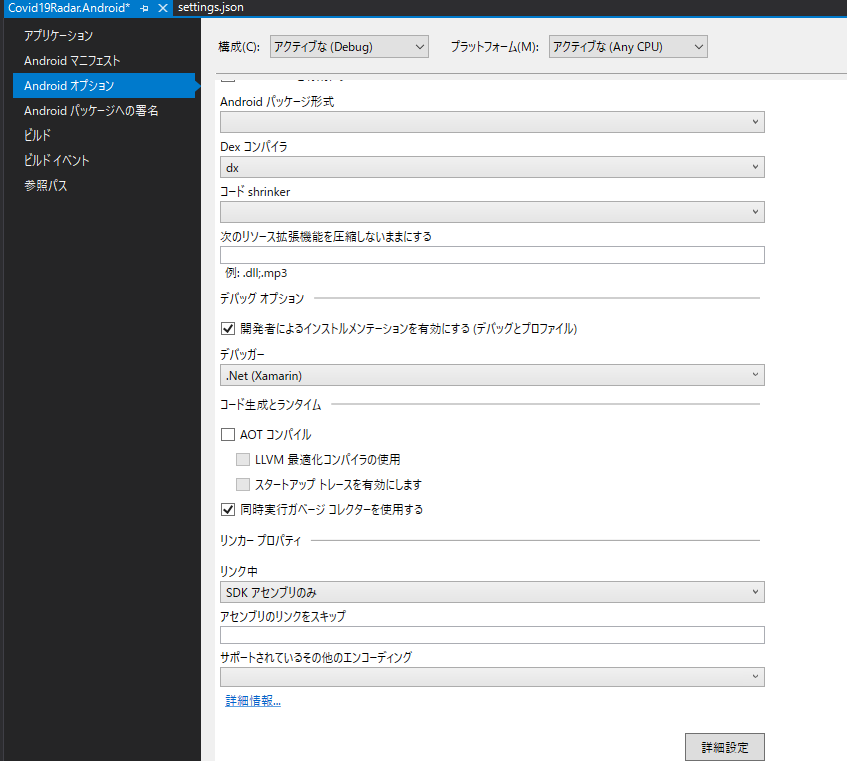 Covid19Radar.Android* settings.json
アプリケーション
Android マニフェスト
Android オプション
Android パッケージへの署名
ビルド
ビルド イベント
参照パス
構成(C): アクティブな (Debug) プラットフォーム(M): アクティブな (Any CPU)
Android パッケージ形式
Dex コンパイラ
dx
コード shrinker
次のリソース拡張機能を圧縮しないままにする
例: .dll;.mp3
デバッグ オプション
開発者によるインストルメンテーションを有効にする (デバッグとプロファイル)
デバッガー
.Net (Xamarin)
コード生成とランタイム
AOT コンパイル
LLVM 最適化コンパイラの使用
スタートアップ トレースを有効にします
同時実行ガベージ コレクターを使用する
リンカー プロパティ
リンク中
SDK アセンブリのみ
アセンブリのリンクをスキップ
サポートされているその他のエンコーディング
詳細情報...
詳細設定